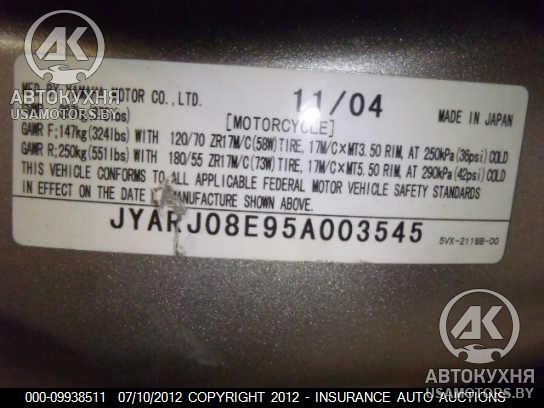 АВТОКУХНЯ
USAMOTORS.BY
MOTOR CO., LTD. 11/04 MADE IN JAPAN
[MOTORCYCLE]
GAWR F; 147kg(324lbs) WITH 120/70 ZR17M/C(58W)TIRE, 17M/C×MT3.50 RIM, AT 250kPa(36psi)COLD
GAWR R; 250kg(551lbs) WITH 180/55 ZR17M/C(73W)TIRE, 17M/C×MT5.50 RIM, AT 290kPa(42psi)COLD
THIS VEHICLE CONFORMS TO ALL APPLICABLE FEDERAL MOTOR VEHICLE SAFETY STANDARDS
IN EFFECT ON THE DATE OF MANUFACTURE SHOWN ABOVE.
JYARJ08E95A003545
5VX-2118B-00
АК
АВТОКУХНЯ
USAMOTORS.BY
000-09938511 07/10/2012 COPYRIGHT 2012 - INSURANCE AUTO AUCTIONS